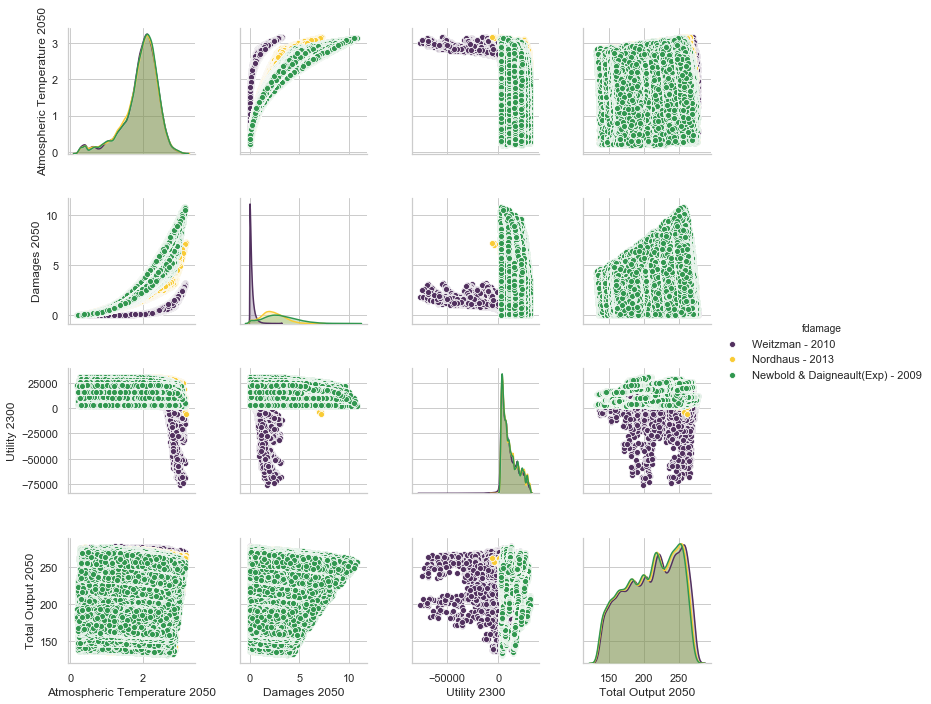 Atmospheric Temperature 2050
3
2
1
0
Damages 2050
10
5
0
fdamage
Weitzman - 2010
Nordhaus - 2013
Newbold & Daigneault(Exp) - 2009
Utility 2300
25000
0
−25000
−50000
−75000
Total Output 2050
250
200
150
0 2
0 5 10
−50000 0
150 200 250
Atmospheric Temperature 2050
Damages 2050
Utility 2300
Total Output 2050